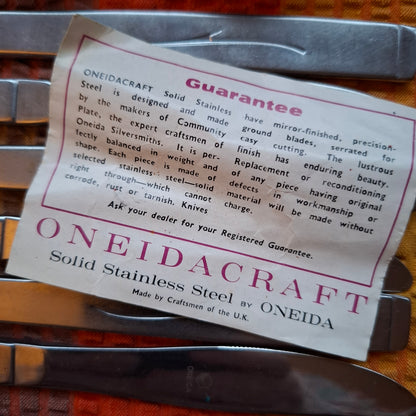 Guarantee
ONEIDACRAFT Solid Stainless
Steel is designed and made
by the makers of Community
Plate, the expert craftsmen of
Oneida Silversmiths. It is per-
fectly balanced in weight and
shape. Each piece is made of
selected stainless steel—solid
right through—which cannot
corrode, rust or tarnish. Knives
have mirror-finished, precision-
ground blades, serrated for
easy cutting. The lustrous
finish has enduring beauty.
Replacement or reconditioning
of any piece having original
defects in workmanship or
material will be made without
charge.
Ask your dealer for your Registered Guarantee.
ONEIDACRAFT
Solid Stainless Steel BY ONEIDA
Made by Craftsmen of the U.K.